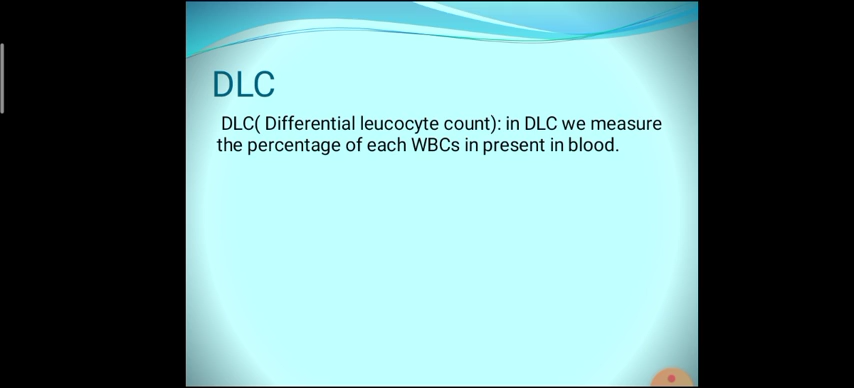 DLC
DLC( Differential leucocyte count): in DLC we measure
the percentage of each WBCs in present in blood.